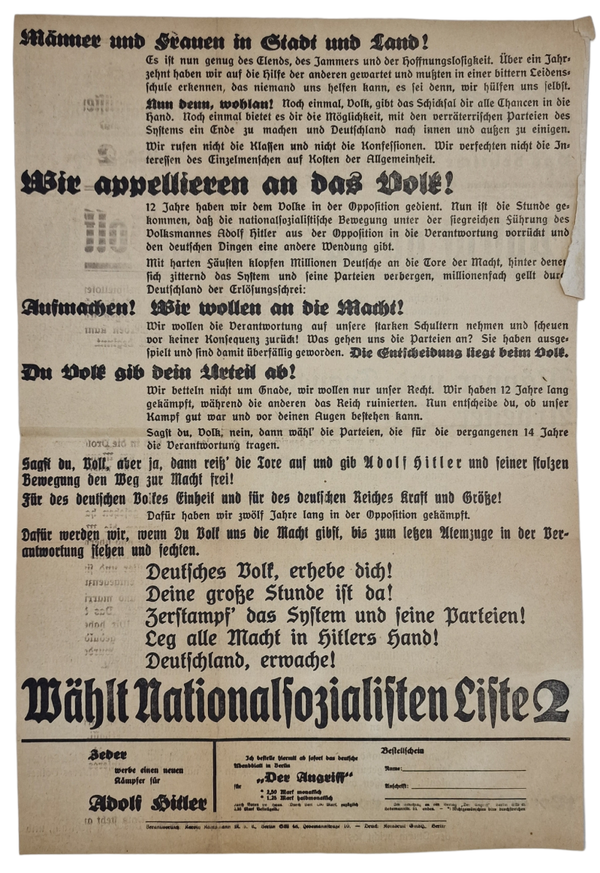 Männer und Frauen in Stadt und Land!
Es ist nun genug des Elends, des Jammers und der Hoffnungslosigkeit. Über ein Jahr-
zehnt haben wir auf die Hilfe der anderen gewartet und mußten in einer bittern Leidens-
schule erkennen, das niemand uns helfen kann, es sei denn, wir hülfen uns selbst.
Nun denn, wohlan! Noch einmal, Volk, gibt das Schicksal dir alle Chancen in die
Hand. Noch einmal bietet es dir die Möglichkeit, mit den verräterrischen Parteien des
Systems ein Ende zu machen und Deutschland nach innen und außen zu einigen.
Wir rufen nicht die Klassen und nicht die Konfessionen. Wir verfechten nicht die In-
teressen des Einzelmenschen auf Kosten der Allgemeinheit.
Wir appellieren an das Volk!
12 Jahre haben wir dem Volke in der Opposition gedient. Nun ist die Stunde ge-
kommen, daß die nationalsozialistische Bewegung unter der siegreichen Führung des
Volksmannes Adolf Hitler aus der Opposition in die Verantwortung vorrückt und
den deutschen Dingen eine andere Wendung gibt.
Mit harten Fäusten klopfen Millionen Deutsche an die Tore der Macht, hinter denen
sich zitternd das System und seine Parteien verbergen, millionenfach gellt durch
Deutschland der Erlösungsschrei:
Aufmachen! Wir wollen an die Macht!
Wir wollen die Verantwortung auf unsere starken Schultern nehmen und scheuen
vor keiner Konsequenz zurück! Was gehen uns die Parteien an? Sie haben ausge-
spielt und sind damit überfällig geworden. Die Entscheidung liegt beim Volk.
Du Volk gib dein Urteil ab!
Wir betteln nicht um Gnade, wir wollen nur unser Recht. Wir haben 12 Jahre lang
gekämpft, während die anderen das Reich ruinierten. Nun entscheide du, ob unser
Kampf gut war und vor deinen Augen bestehen kann.
Sagst du, Volk, nein, dann wähl' die Parteien, die für die vergangenen 14 Jahre
die Verantwortung tragen.
Sagst du, Volk, aber ja, dann reiß' die Tore auf und gib Adolf Hitler und seiner stolzen
Bewegung den Weg zur Macht frei!
Für des deutschen Volkes Einheit und für des deutschen Reiches Kraft und Größe!
Dafür haben wir zwölf Jahre lang in der Opposition gekämpft.
Dafür werden wir, wenn Du Volk uns die Macht gibst, bis zum letzen Atemzuge in der Ver-
antwortung stehen und fechten.
Deutsches Volk, erhebe dich!
Deine große Stunde ist da!
Zerstampf' das System und seine Parteien!
Leg alle Macht in Hitlers Hand!
Deutschland, erwache!
Wählt Nationalsozialisten Liste 2
Jeder
werbe einen neuen
Kämpfer für
Adolf Hitler
Ich bestelle hiermit ab sofort das deutsche
Abendblatt in Berlin
„Der Angriff"
für
Mark monatlich
Mark halbmonatlich
Bestellschein
Name:
Anschrift: